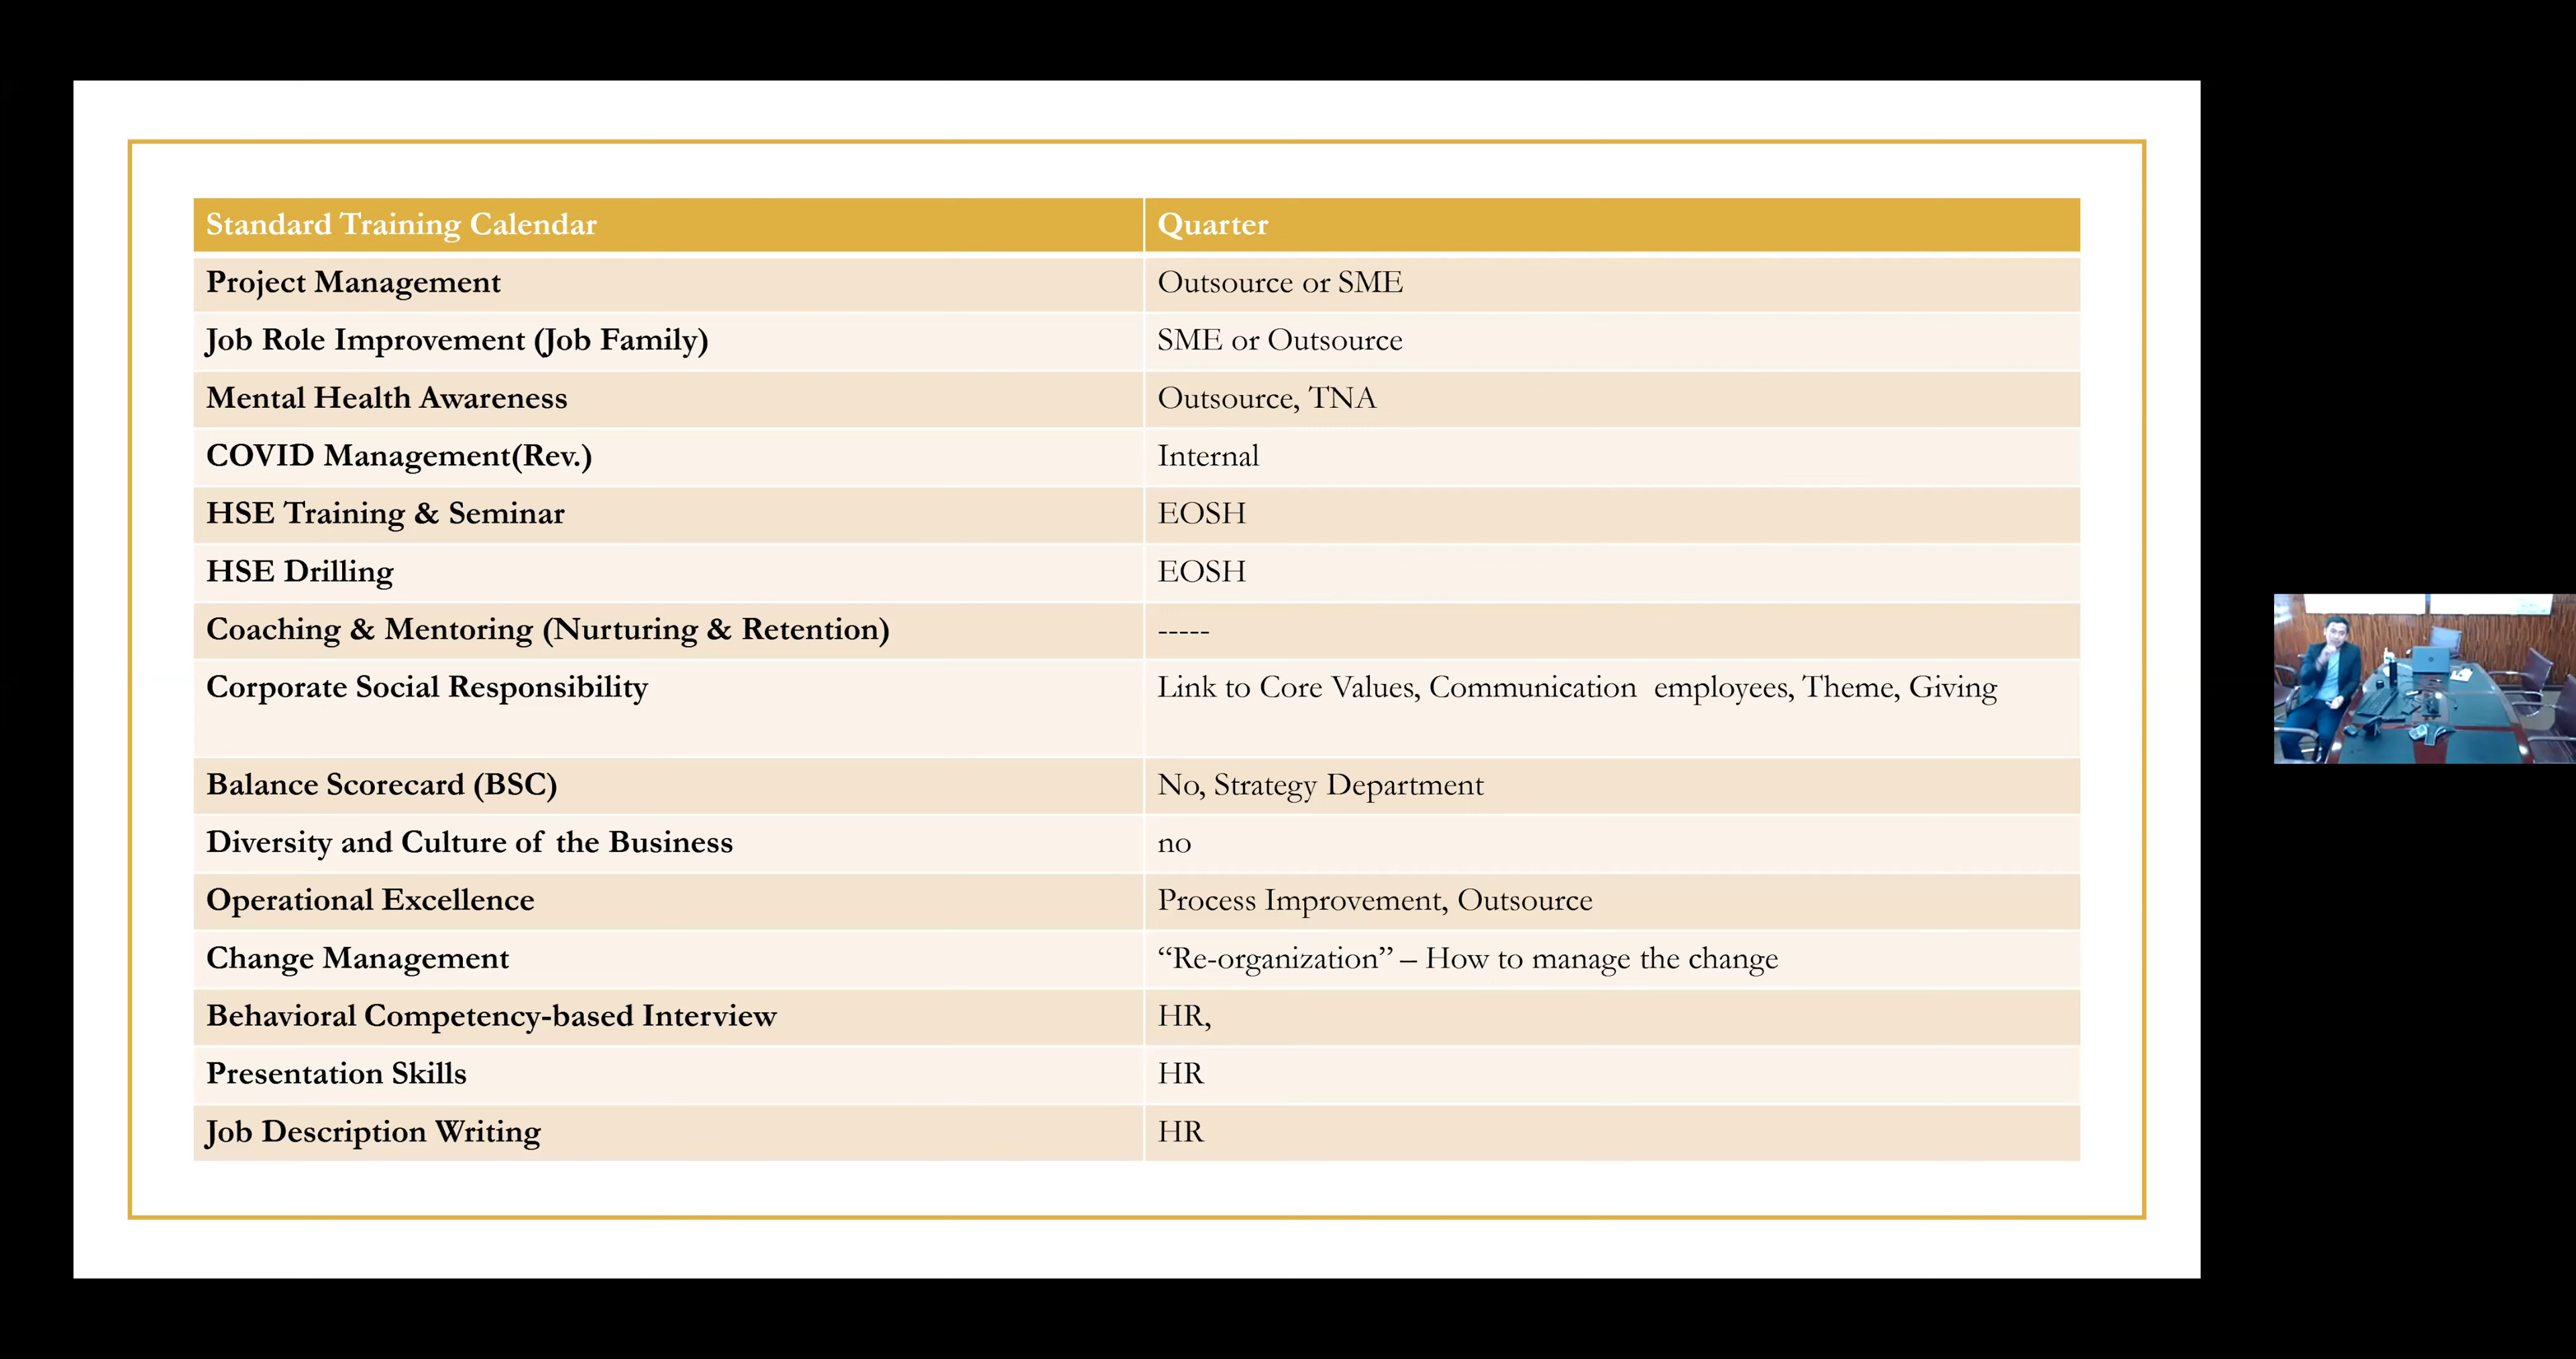 Standard Training Calendar Quarter
Project Management Outsource or SME
Job Role Improvement (Job Family) SME or Outsource
Mental Health Awareness Outsource, TNA
COVID Management(Rev.) Internal
HSE Training & Seminar EOSH
HSE Drilling EOSH
Coaching & Mentoring (Nurturing & Retention) -----
Corporate Social Responsibility Link to Core Values, Communication  employees, Theme, Giving
Balance Scorecard (BSC) No, Strategy Department
Diversity and Culture of the Business no
Operational Excellence Process Improvement, Outsource
Change Management “Re-organization” – How to manage the change
Behavioral Competency-based Interview HR,
Presentation Skills HR
Job Description Writing HR